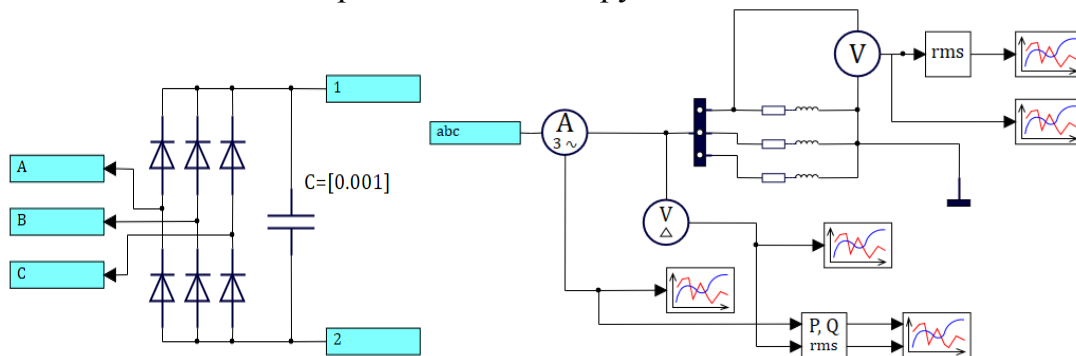 1
A
B
C
C=[0.001]
2
abc
A
3 ~
V
△
V
rms
P, Q
rms